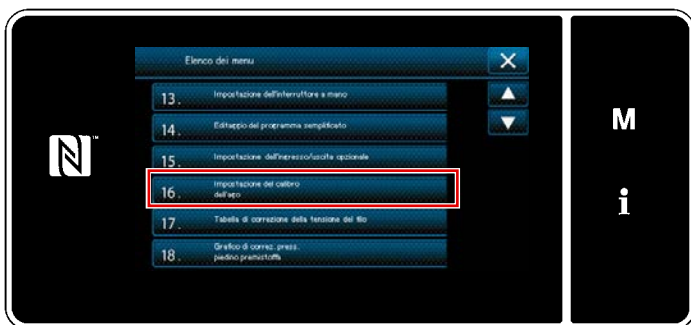 Elenco dei menu
13. Impostazione dell'interruttore a mano
14. Editaggio del programma semplificato
15. Impostazione dell'ingresso/uscita opzionale
16. Impostazione del calibro
dell'ago
17. Tabella di correzione della tensione del filo
18. Grafico di correz. press.
piedino premistoffa
M
i